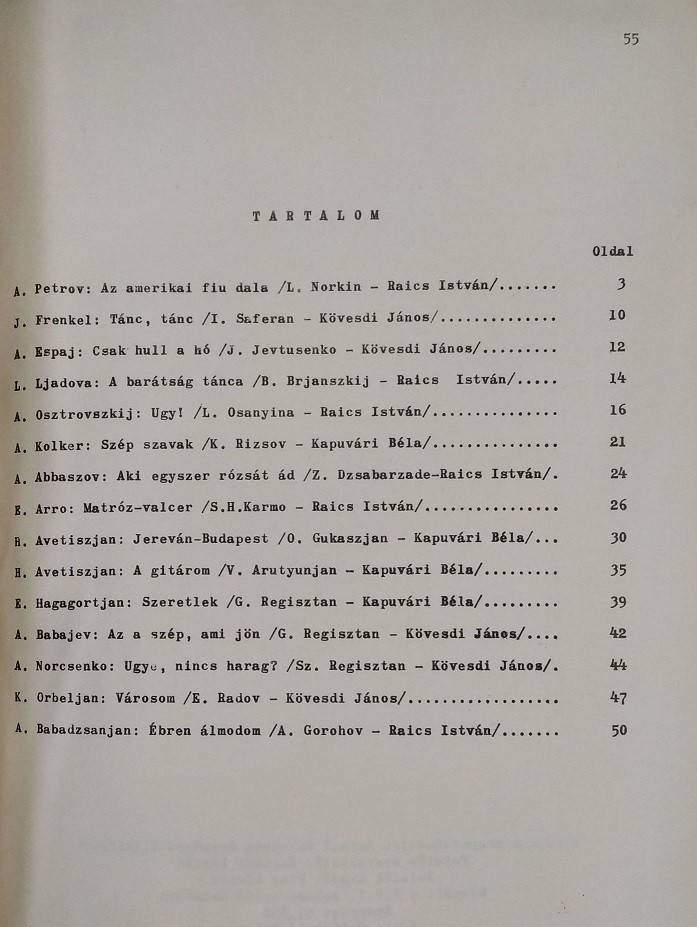 55
T A R T A L O M
Oldal
A. Petrov: Az amerikai fiu dala /L. Norkin - Raics István/....... 3
J. Frenkel: Tánc, tánc /I. Saferan - Kövesdi János/............... 10
A. Espaj: Csak hull a hó /J. Jevtusenko - Kövesdi János/......... 12
L. Ljadova: A barátság tánca /B. Brjanszkij - Raics István/..... 14
A. Osztrovszkij: Ugy! /L. Osanyina - Raics István/............... 16
A. Kolker: Szép szavak /K. Rizsov - Kapuvári Béla/............... 21
A. Abbaszov: Aki egyszer rózsát ád /Z. Dzsabarzade-Raics István/. 24
E. Arro: Matróz-valcer /S.H.Karmo - Raics István/................ 26
R. Avetiszjan: Jereván-Budapest /O. Gukaszjan - Kapuvári Béla/... 30
H. Avetiszjan: A gitárom /V. Arutyunjan - Kapuvári Béla/......... 35
E. Hagagortjan: Szeretlek /G. Regisztan - Kapuvári Béla/......... 39
A. Babajev: Az a szép, ami jön /G. Regisztan - Kövesdi János/.... 42
A. Norcsenko: Ugye, nincs harag? /Sz. Regisztan - Kövesdi János/. 44
K. Orbeljan: Városom /E. Radov - Kövesdi János/.................. 47
A. Babadzsanjan: Ébren álmodom /A. Gorohov - Raics István/....... 50